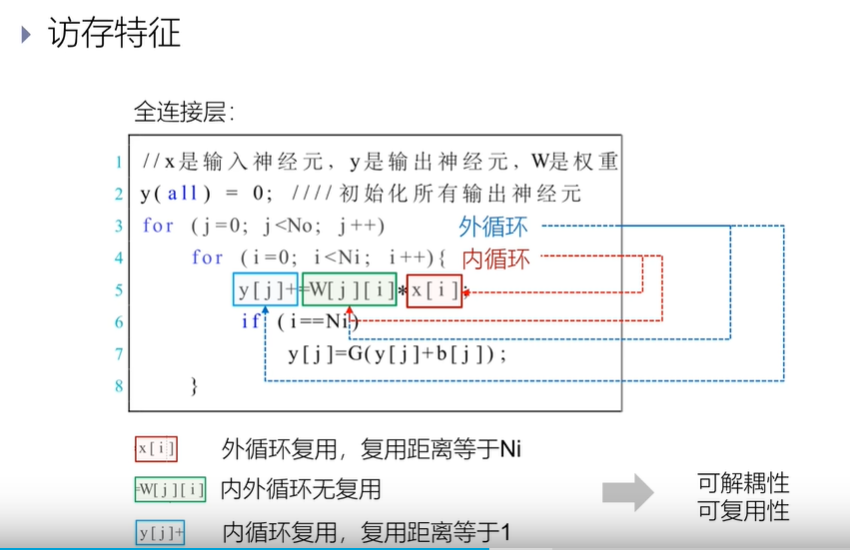 访存特征
全连接层:
1 //x是输入神经元, y是输出神经元, W是权重
2 y(all) = 0; ////初始化所有输出神经元
3 for (j=0; j<No; j++) 外循环
4 for (i=0; i<Ni; i++){ 内循环
5 y[j]+=W[j][i]*x[i];
6 if (i==Ni)
7 y[j]=G(y[j]+b[j]);
8 }
x[i] 外循环复用，复用距离等于Ni
=W[j][i] 内外循环无复用
可解耦性
可复用性
y[j]+ 内循环复用，复用距离等于1